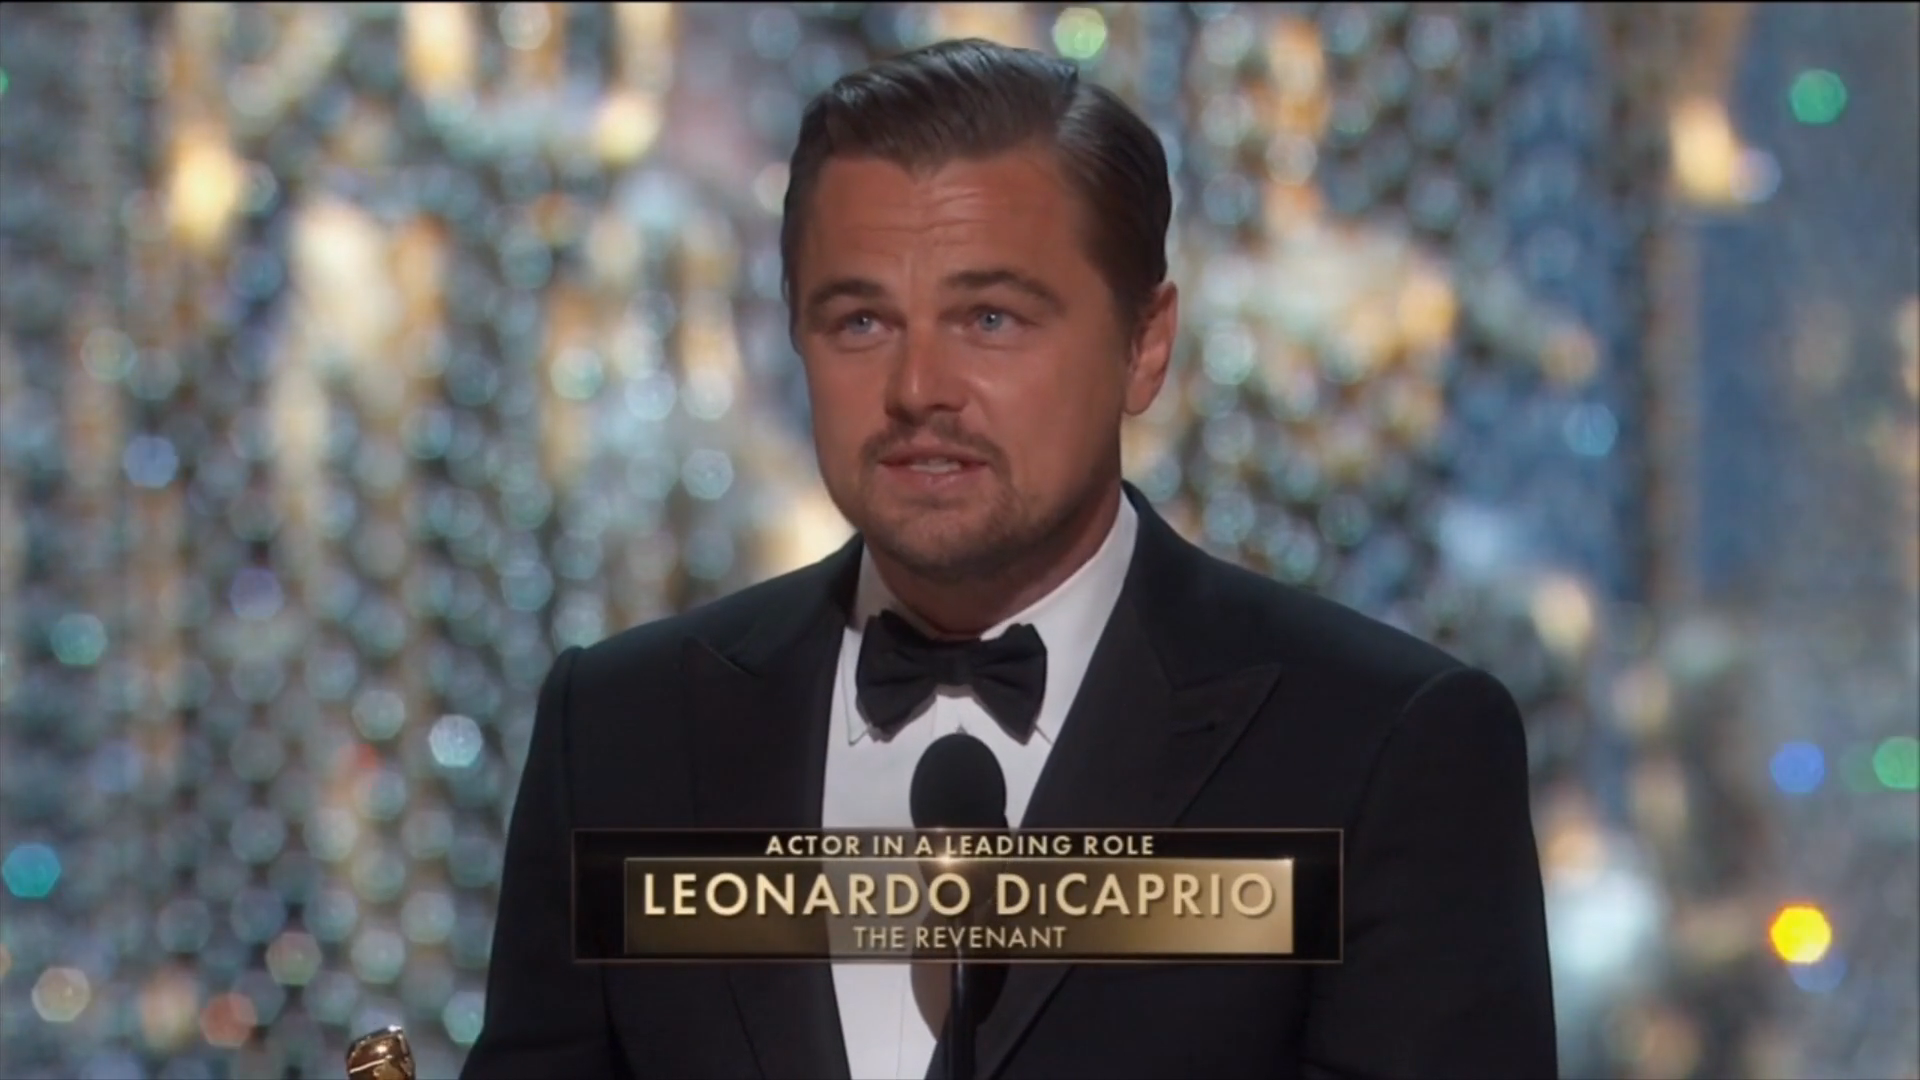 ACTOR IN A LEADING ROLE
LEONARDO DiCAPRIO
THE REVENANT